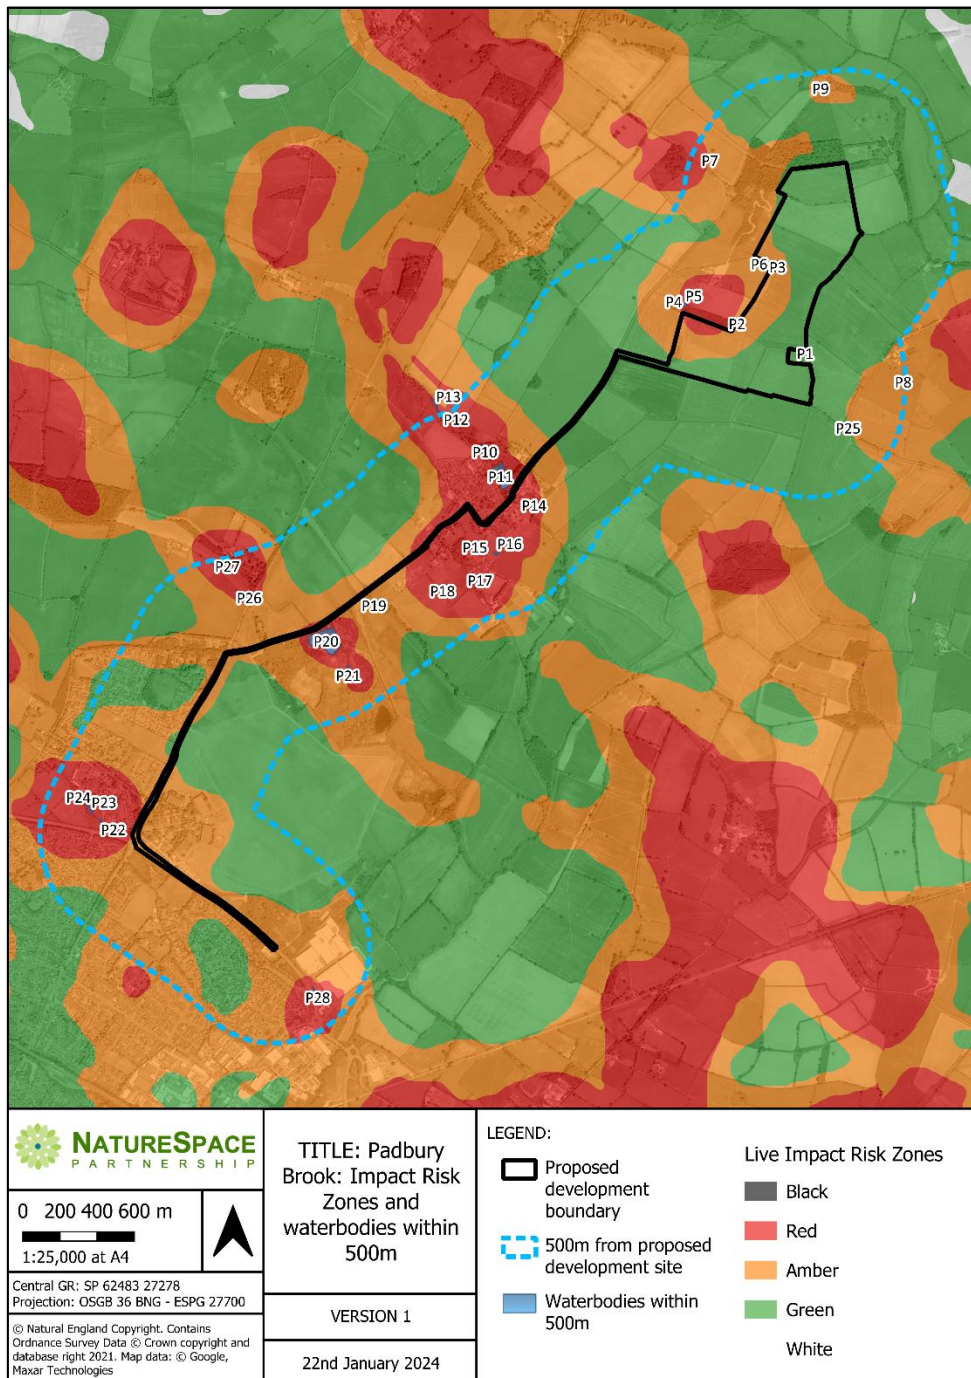 P9
P7
P6
P3
P4
P5
P2
P1
P8
P13
P12
P25
P10
P11
P14
P15
P16
P27
P17
P18
P26
P19
P20
P21
P24
P23
P22
P28
NATURESPACE
PARTNERSHIP
0 200 400 600 m
1:25,000 at A4
Central GR: SP 62483 27278
Projection: OSGB 36 BNG - ESPG 27700
© Natural England Copyright. Contains
Ordnance Survey Data © Crown copyright and
database right 2021. Map data: © Google,
Maxar Technologies
TITLE: Padbury
Brook: Impact Risk
Zones and
waterbodies within
500m
VERSION 1
22nd January 2024
LEGEND:
Proposed
development
boundary
500m from proposed
development site
Waterbodies within
500m
Live Impact Risk Zones
Black
Red
Amber
Green
White